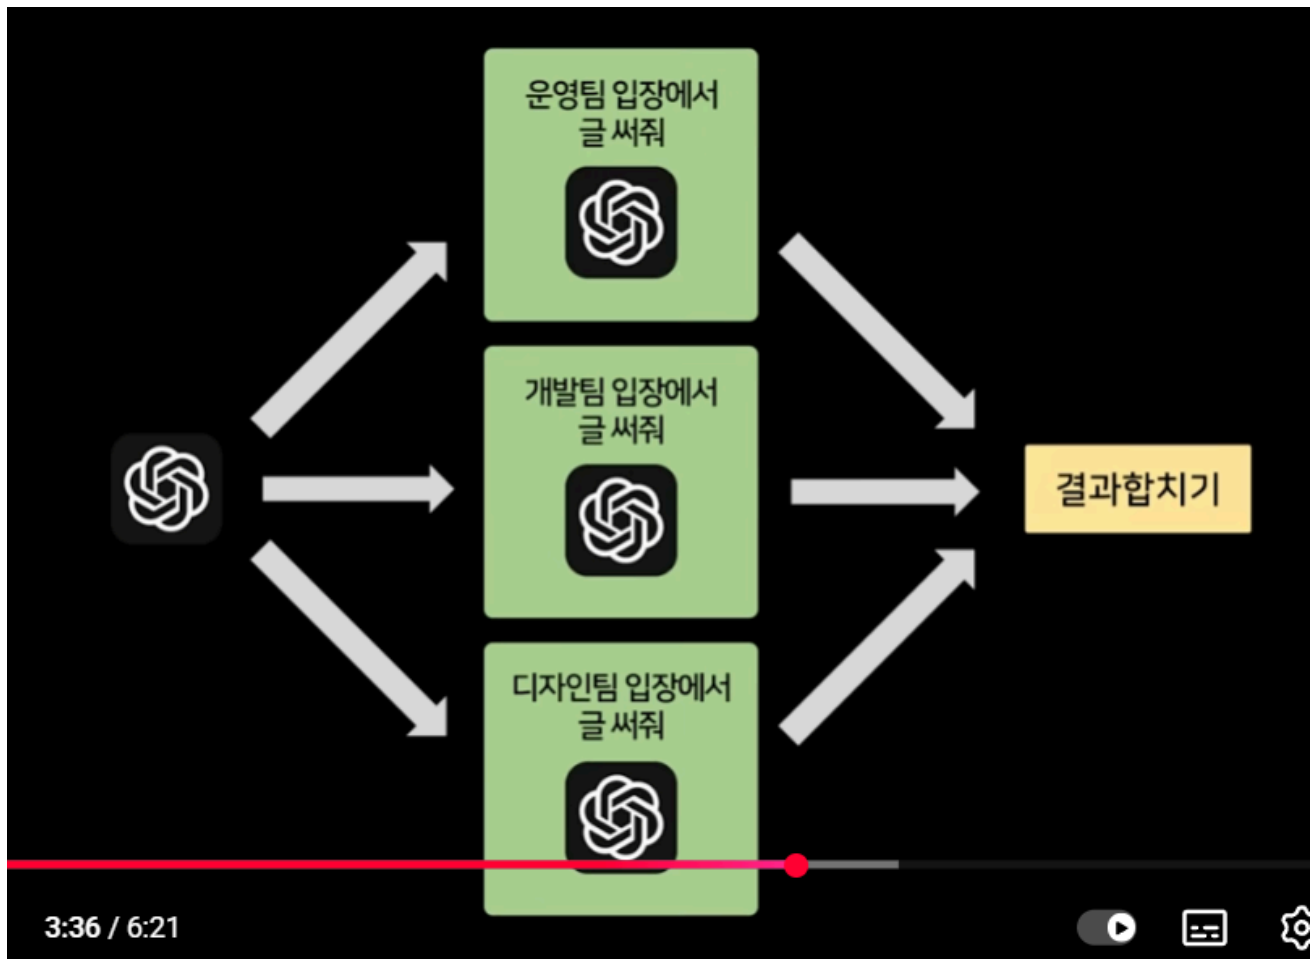 운영팀 입장에서
글 써줘
개발팀 입장에서
글 써줘
결과합치기
디자인팀 입장에서
글 써줘
3:36 / 6:21